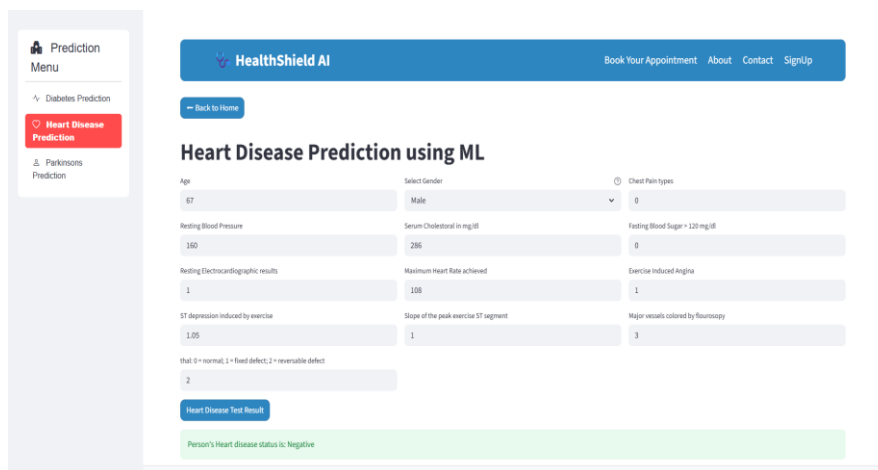 Prediction
Menu
Diabetes Prediction
Heart Disease
Prediction
Parkinsons
Prediction
HealthShield AI
Book Your Appointment About Contact SignUp
← Back to Home
Heart Disease Prediction using ML
Age Select Gender Chest Pain types
67 Male 0
Resting Blood Pressure Serum Cholestoral in mg/dl Fasting Blood Sugar > 120 mg/dl
160 286 0
Resting Electrocardiographic results Maximum Heart Rate achieved Exercise Induced Angina
1 108 1
ST depression induced by exercise Slope of the peak exercise ST segment Major vessels colored by flourosopy
1.05 1 3
thal: 0 = normal; 1 = fixed defect; 2 = reversable defect
2
Heart Disease Test Result
Person's Heart disease status is: Negative